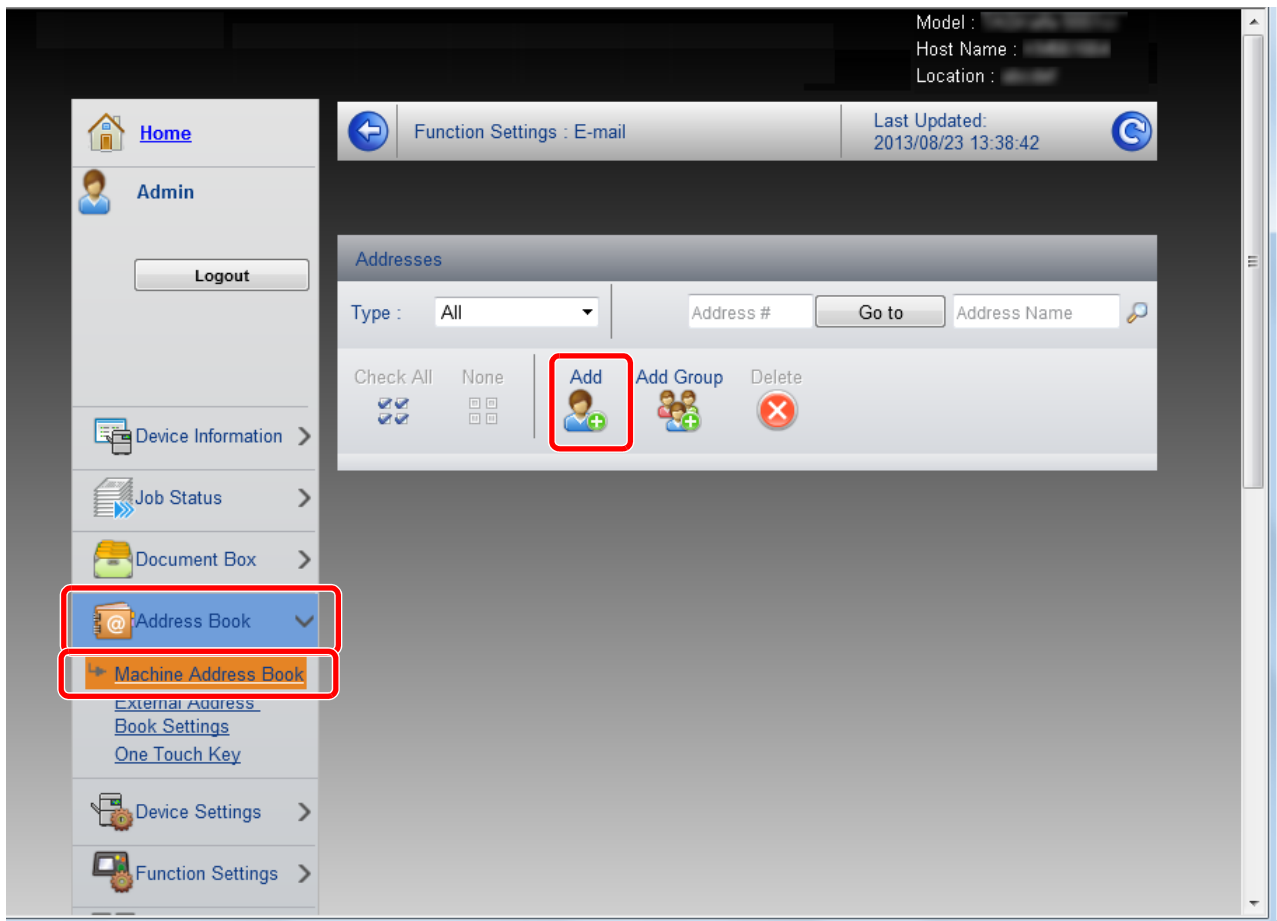 Model :
Host Name :
Location :
Home
Admin
Logout
Function Settings : E-mail
Last Updated:
2013/08/23 13:38:42
Addresses
Type :
All
Address #
Go to
Address Name
Check All
None
Add
Add Group
Delete
Device Information
Job Status
Document Box
Address Book
Machine Address Book
External Address
Book Settings
One Touch Key
Device Settings
Function Settings